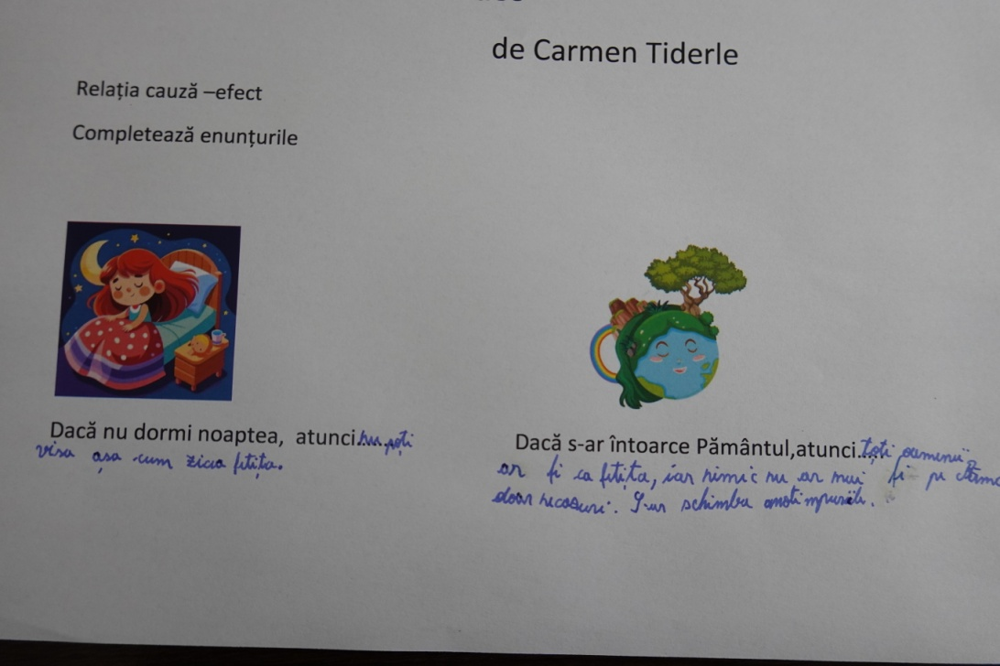 de Carmen Tiderle
Relația cauză –efect
Completează enunțurile
Dacă nu dormi noaptea, atunci..... nu poți
visa așa cum zicea fetița.
Dacă s-ar întoarce Pământul,atunci..... toți oamenii
ar fi ca fetița, iar nimic nu ar mai fi pe
doar necazuri. S-ar schimba anotimpurile.